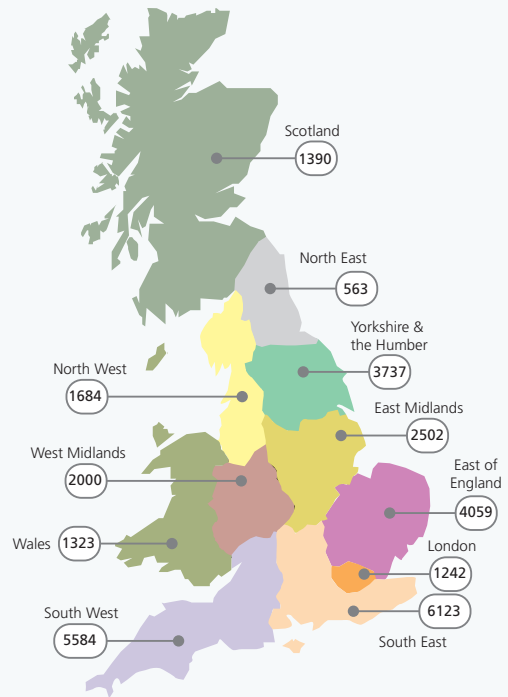 Scotland
1390
North East
563
Yorkshire &
the Humber
3737
North West
1684
East Midlands
2502
West Midlands
2000
East of
England
4059
Wales
1323
London
1242
South West
5584
6123
South East